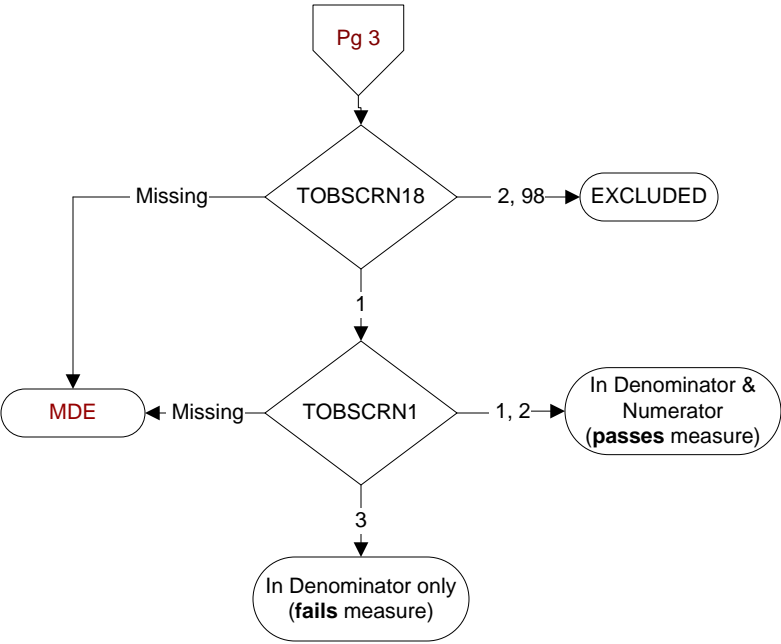 Pg 3
Missing
TOBSCRN18
2, 98
EXCLUDED
1
MDE
Missing
TOBSCRN1
1, 2
In Denominator &
Numerator
(passes measure)
3
In Denominator only
(fails measure)